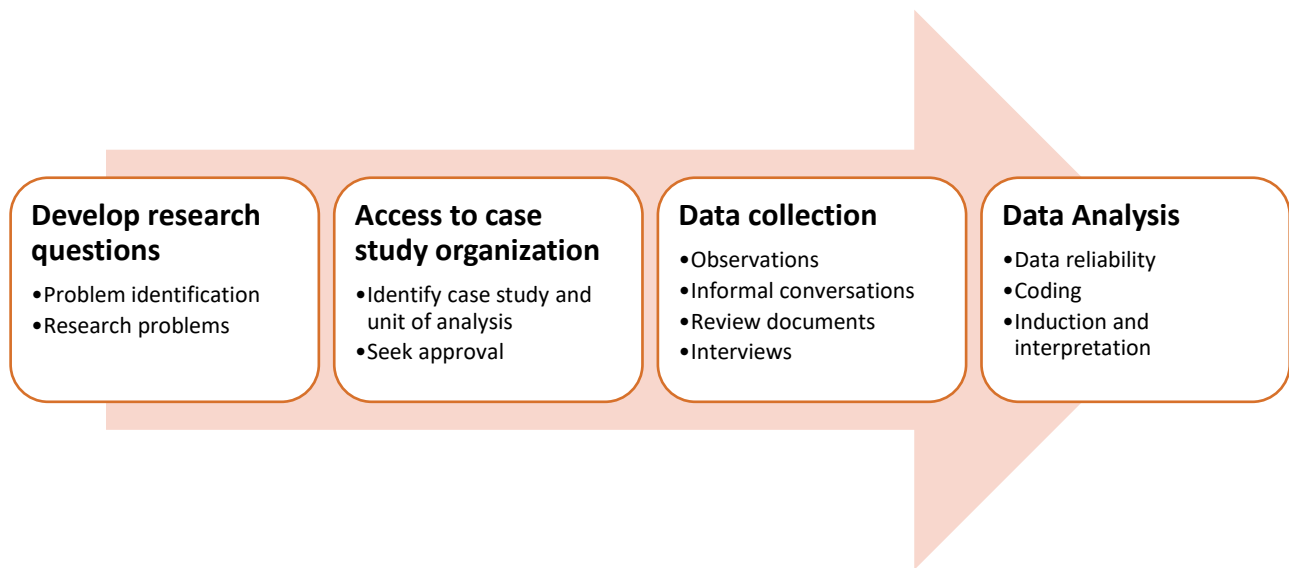 Develop research
questions
•Problem identification
•Research problems
Access to case
study organization
•Identify case study and
unit of analysis
•Seek approval
Data collection
•Observations
•Informal conversations
•Review documents
•Interviews
Data Analysis
•Data reliability
•Coding
•Induction and
interpretation